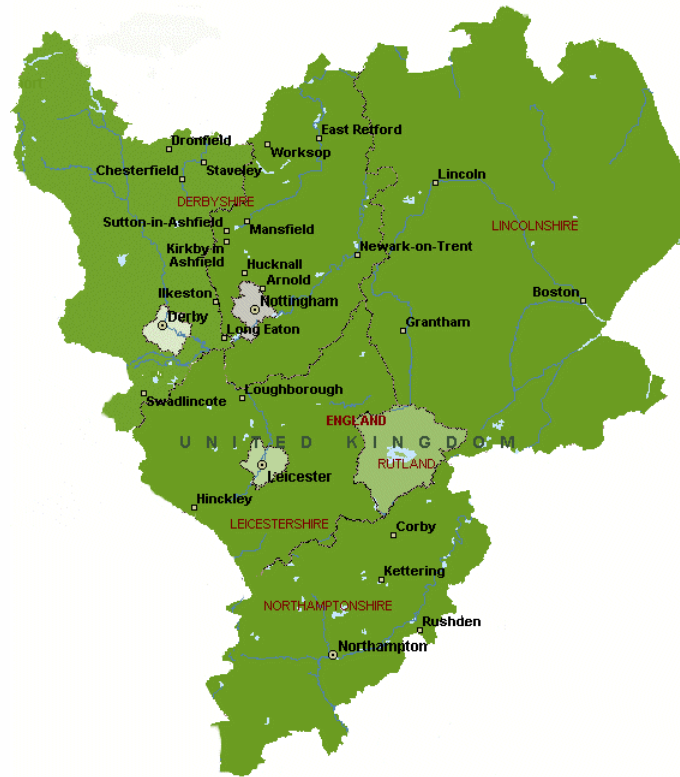 East Retford
Dronfield
Worksop
Chesterfield
Staveley
Lincoln
DERBYSHIRE
Sutton-in-Ashfield
Mansfield
LINCOLNSHIRE
Kirkby in
Ashfield
Newark-on-Trent
Hucknall
Arnold
Ilkeston
Nottingham
Boston
Derby
Long Eaton
Grantham
Loughborough
Swadlincote
ENGLAND
UNITED KINGDOM
RUTLAND
Leicester
Hinckley
LEICESTERSHIRE
Corby
Kettering
NORTHAMPTONSHIRE
Rushden
Northampton